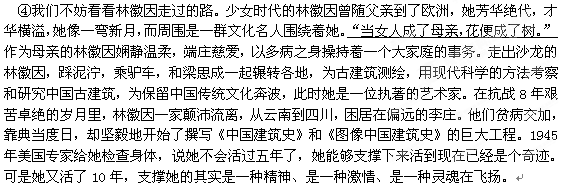 ④我们不妨看看林徽因走过的路。少女时代的林徽因曾随父亲到了欧洲，她芳华绝代，才
华横溢，她像一弯新月，而周围是一群文化名人围绕着她。“当女人成了母亲，花便成了树。”
作为母亲的林徽因娴静温柔，端庄慈爱，以多病之身操持着一个大家庭的事务。走出沙龙的
林徽因，踩泥泞，乘驴车，和梁思成一起辗转各地，为古建筑测绘，用现代科学的方法考察
和研究中国古建筑，为保留中国传统文化奔波，此时她是一位执著的艺术家。在抗战 8 年艰
苦卓绝的岁月里，林徽因一家颠沛流离，从云南到四川，困居在偏远的李庄。他们贫病交加，
靠典当度日，却坚毅地开始了撰写《中国建筑史》和《图像中国建筑史》的巨大工程。1945
年美国专家给她检查身体，说她不会活过五年了，她能够支撑下来活到现在已经是个奇迹。
可是她又活了 10 年，支撑她的其实是一种精神、是一种激情、是一种灵魂在飞扬。